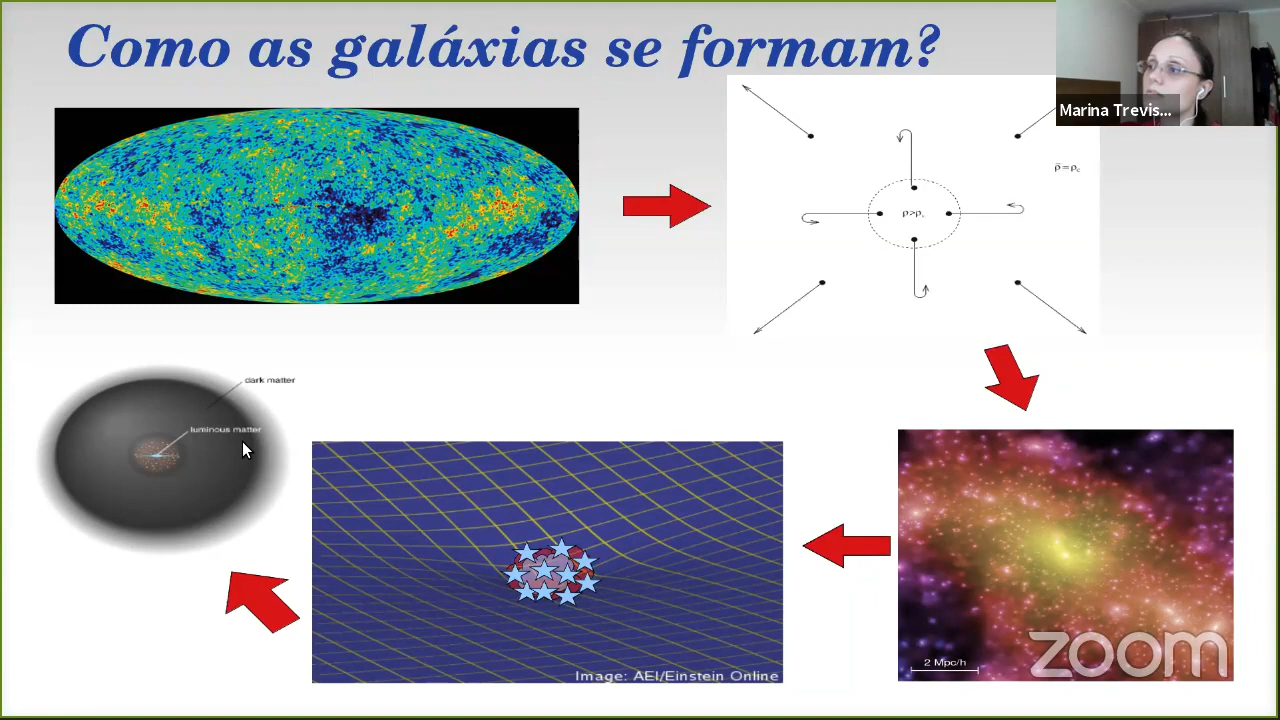 Como as galáxias se formam?
Marina Trevis...
ρ̄=ρc
ρ>ρc
dark matter
luminous matter
Image: AEI/Einstein Online
2 Mpc/h
zoom